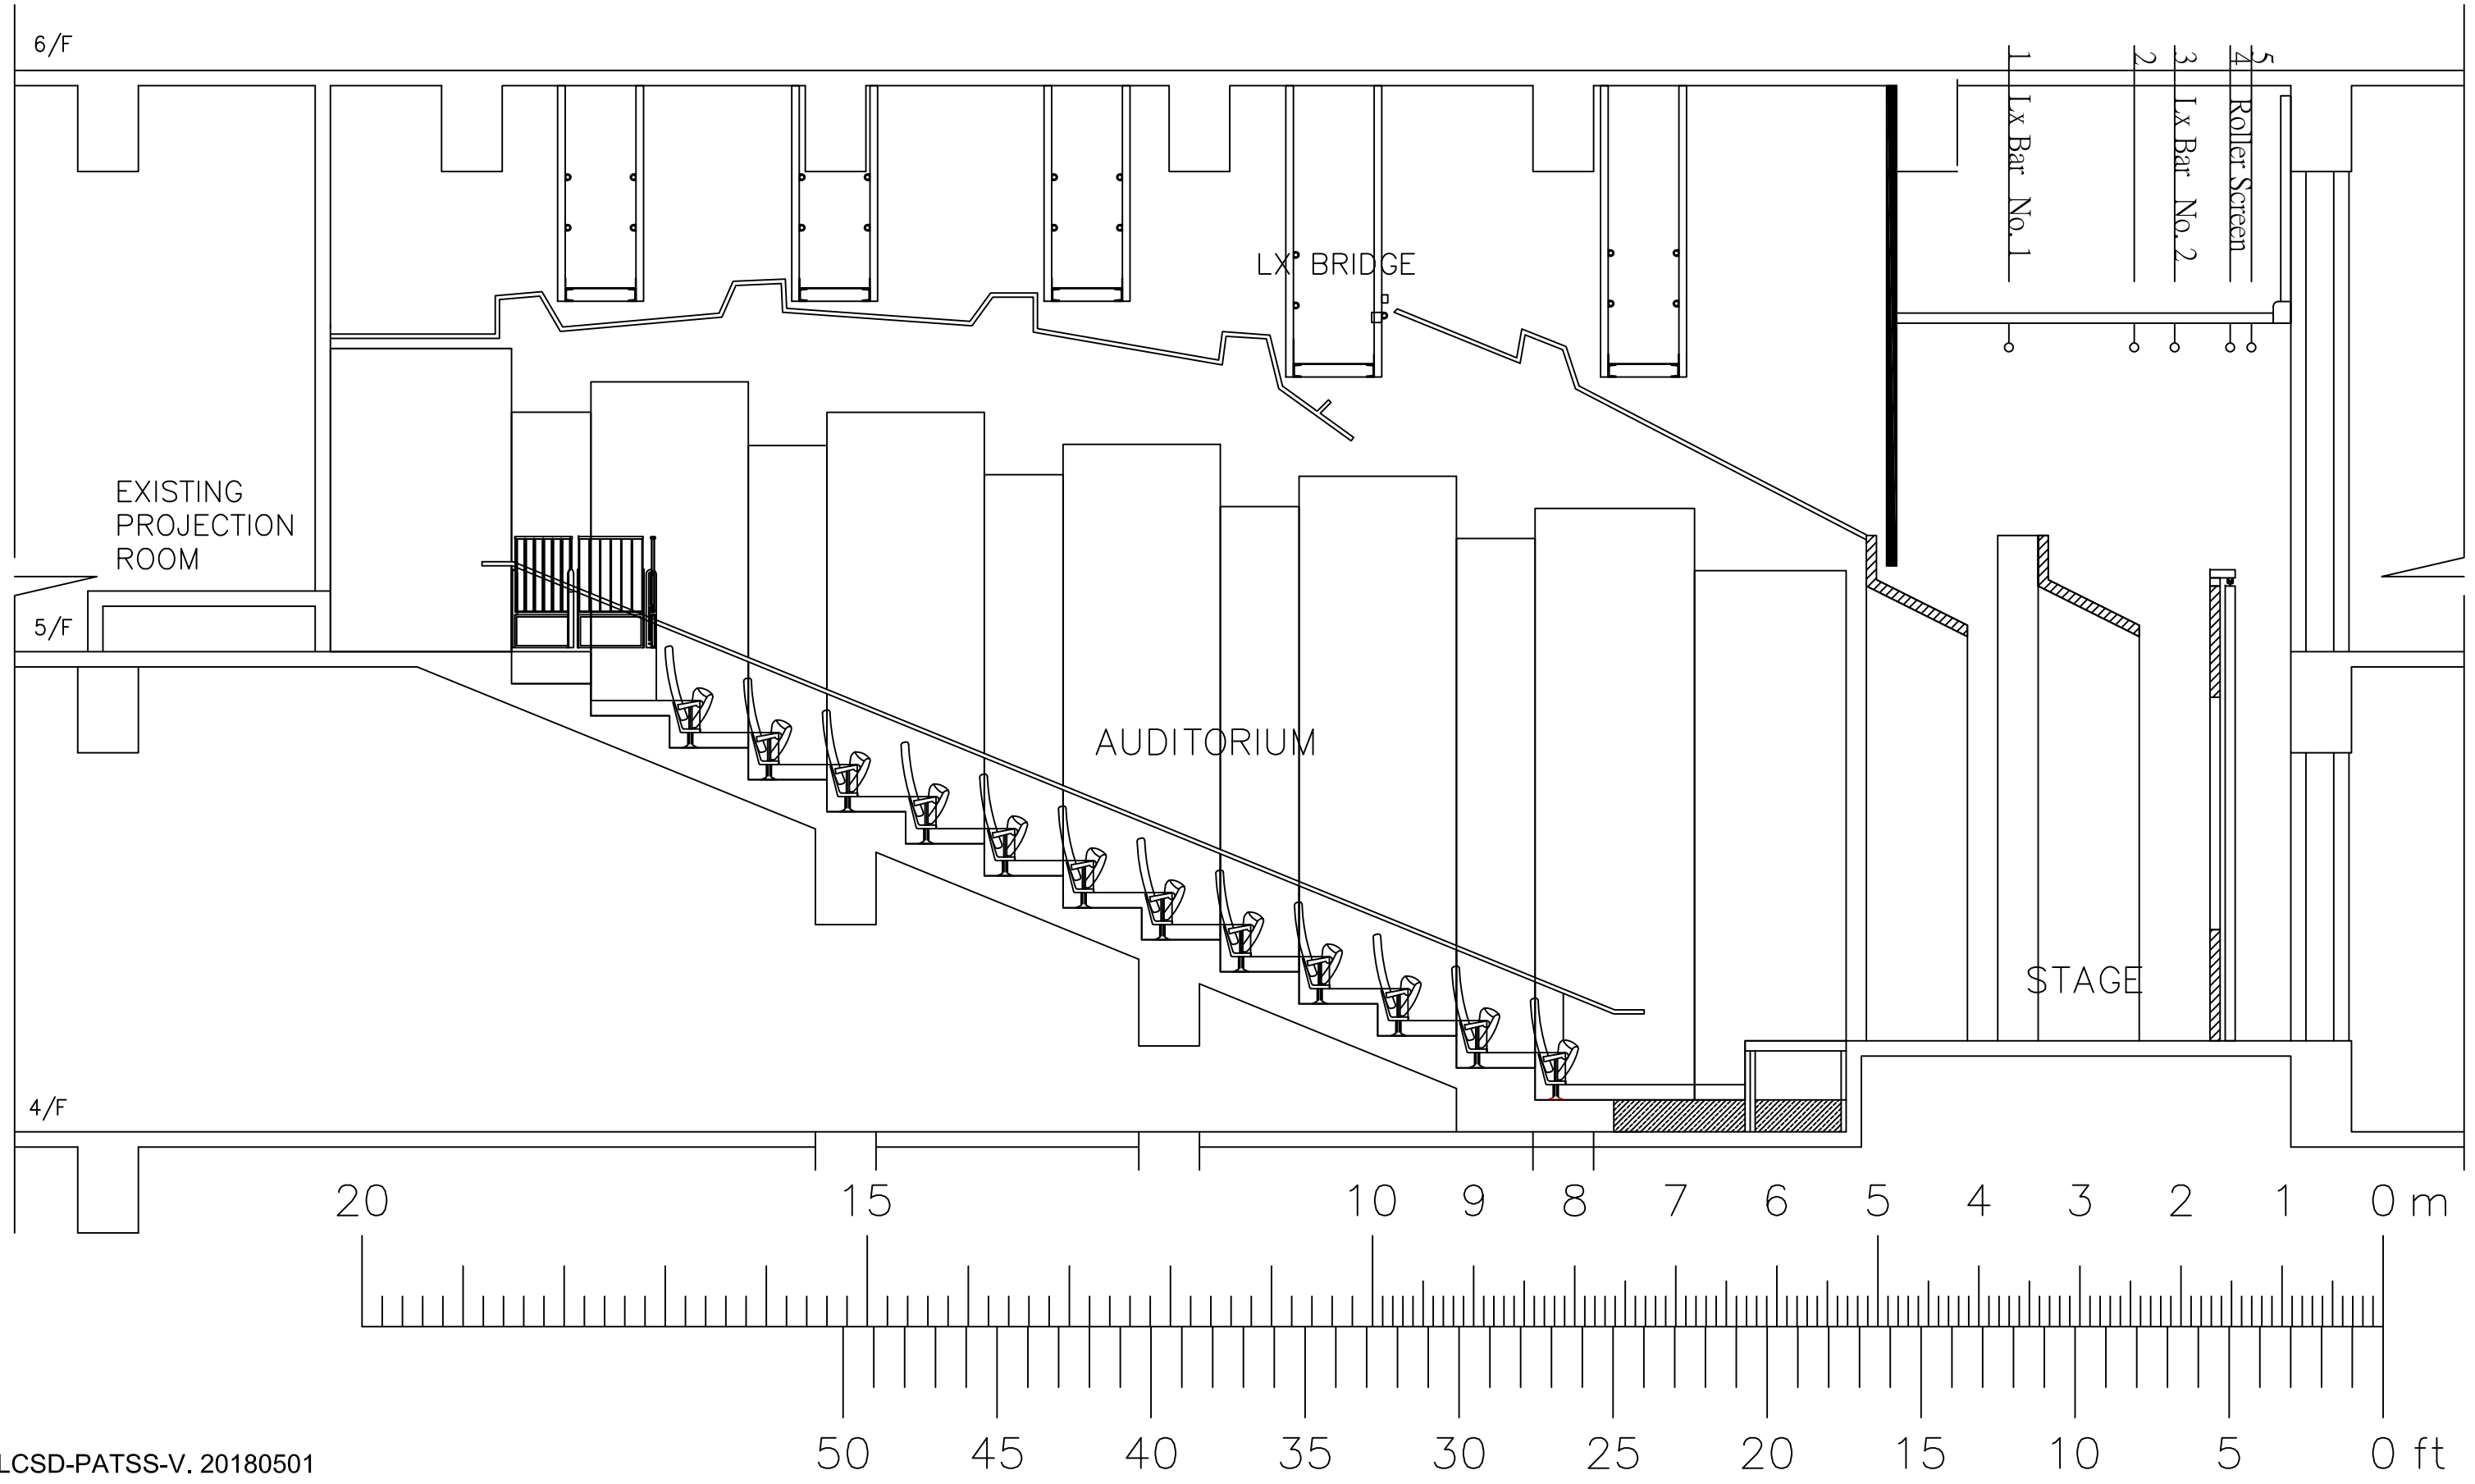 6/F
1 Lx Bar No.1
2
3 Lx Bar No. 2
4 Roller Screen
5
LX BRIDGE
EXISTING
PROJECTION
ROOM
5/F
AUDITORIUM
STAGE
4/F
20 15 10 9 8 7 6 5 4 3 2 1 0 m
50 45 40 35 30 25 20 15 10 5 0 ft
LCSD-PATSS-V. 20180501